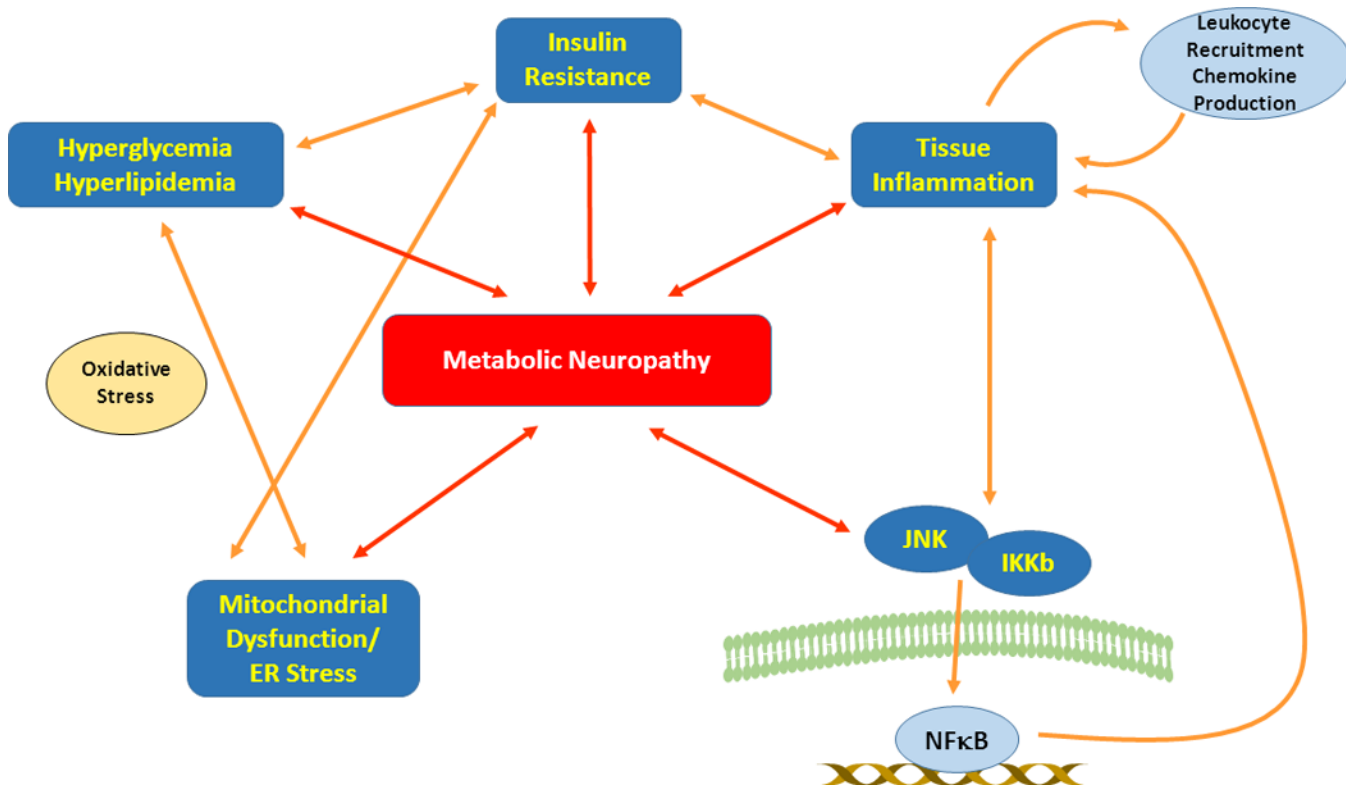 Insulin
Resistance
Leukocyte
Recruitment
Chemokine
Production
Hyperglycemia
Hyperlipidemia
Tissue
Inflammation
Oxidative
Stress
Metabolic Neuropathy
JNK
IKKb
Mitochondrial
Dysfunction/
ER Stress
NFκB